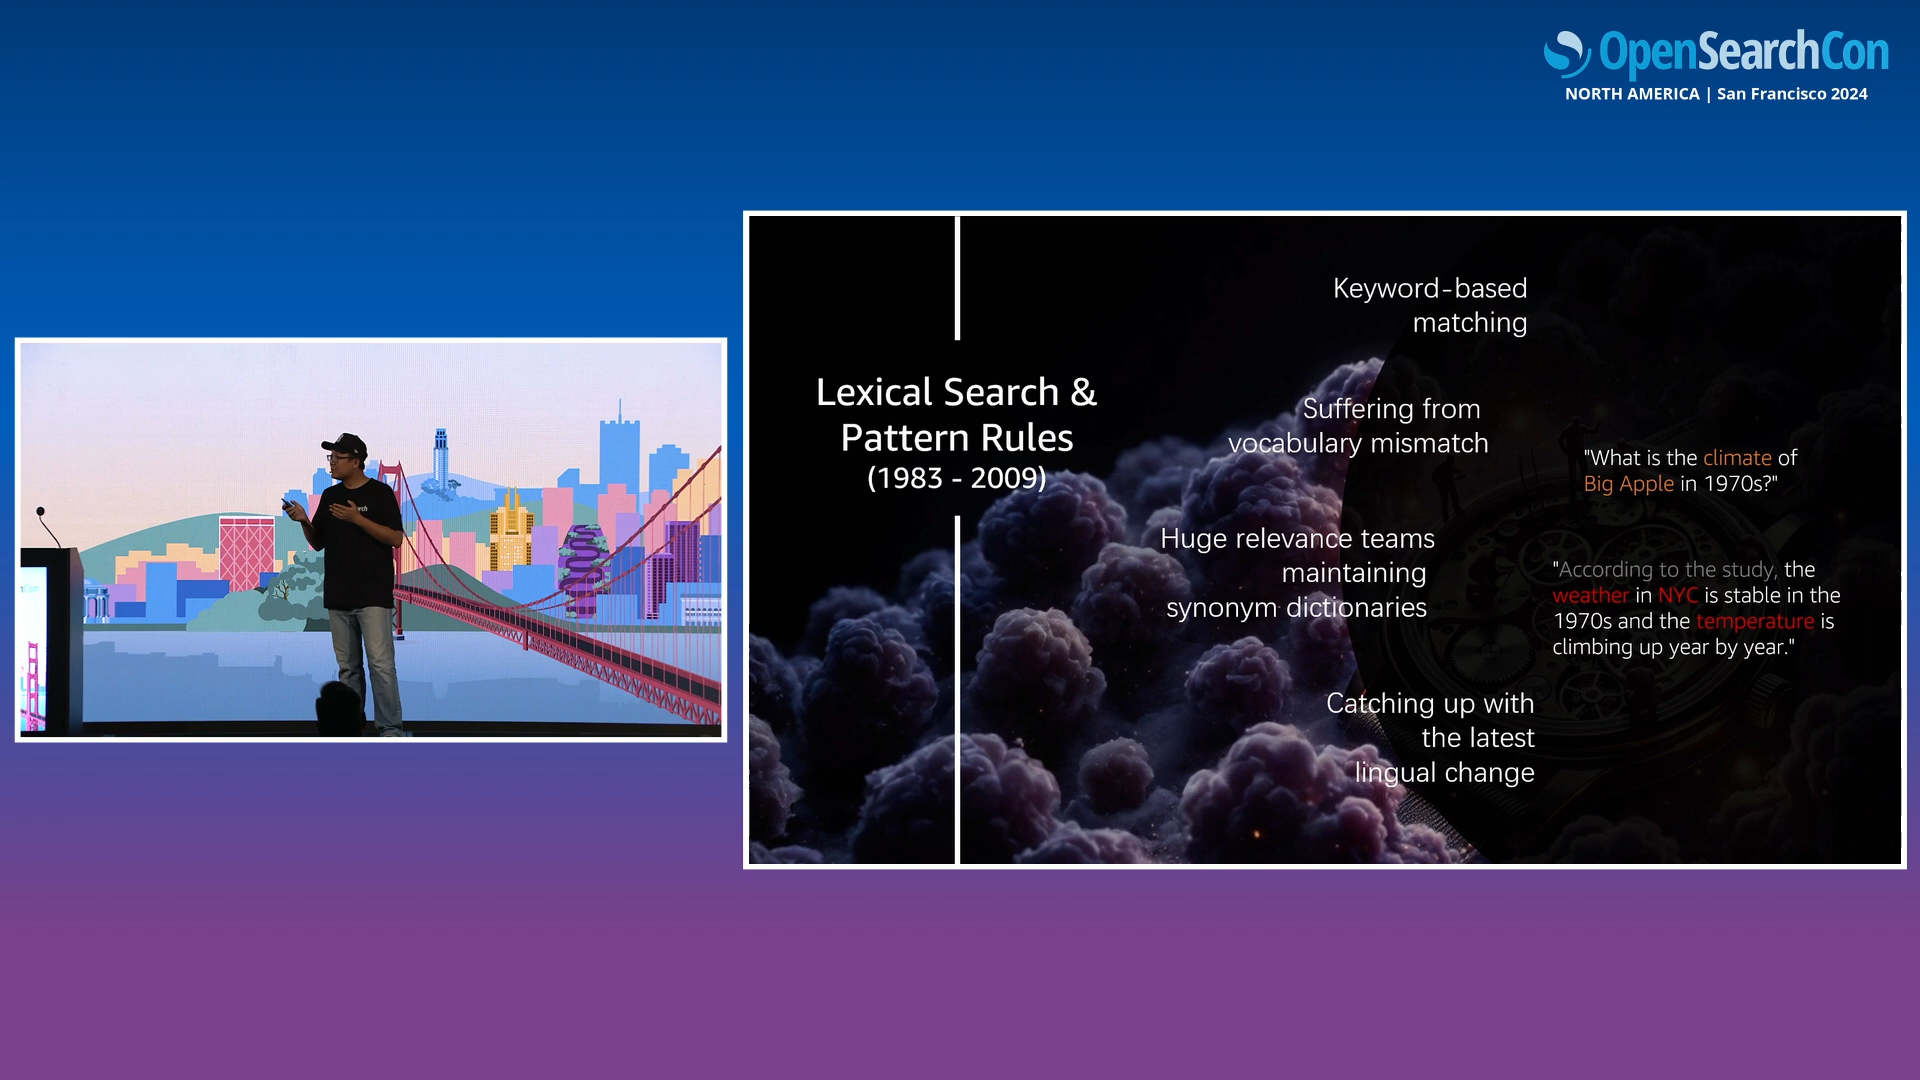 OpenSearchCon
NORTH AMERICA | San Francisco 2024
Lexical Search &
Pattern Rules
(1983 - 2009)
Keyword-based
matching
Suffering from
vocabulary mismatch
Huge relevance teams
maintaining
synonym dictionaries
Catching up with
the latest
lingual change
"What is the climate of
Big Apple in 1970s?"
"According to the study, the
weather in NYC is stable in the
1970s and the temperature is
climbing up year by year."